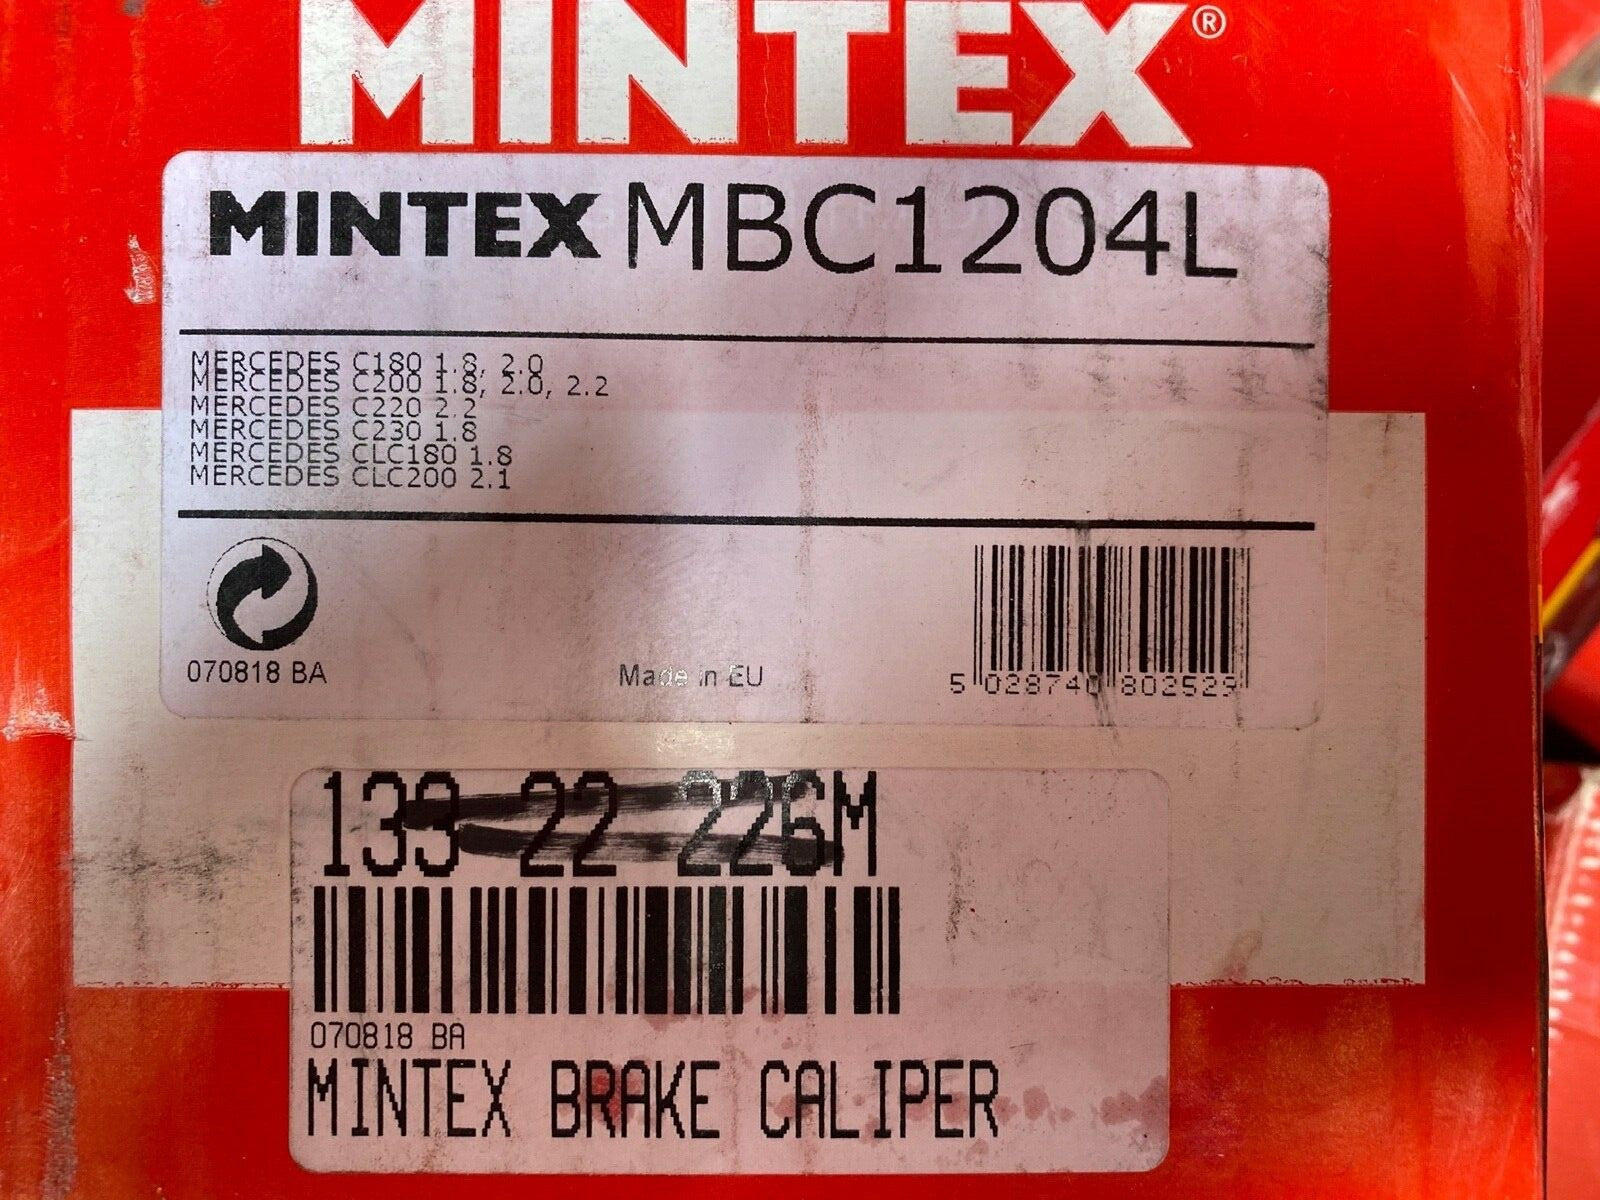 MINTEX®
MINTEX MBC1204L
MERCEDES C180 1.8, 2.0
MERCEDES C200 1.8, 2.0, 2.2
MERCEDES C220 2.2
MERCEDES C230 1.8
MERCEDES CLC180 1.8
MERCEDES CLC200 2.1
070818 BA
Made in EU
5 028740 802529
133 22 226M
070818 BA
MINTEX BRAKE CALIPER